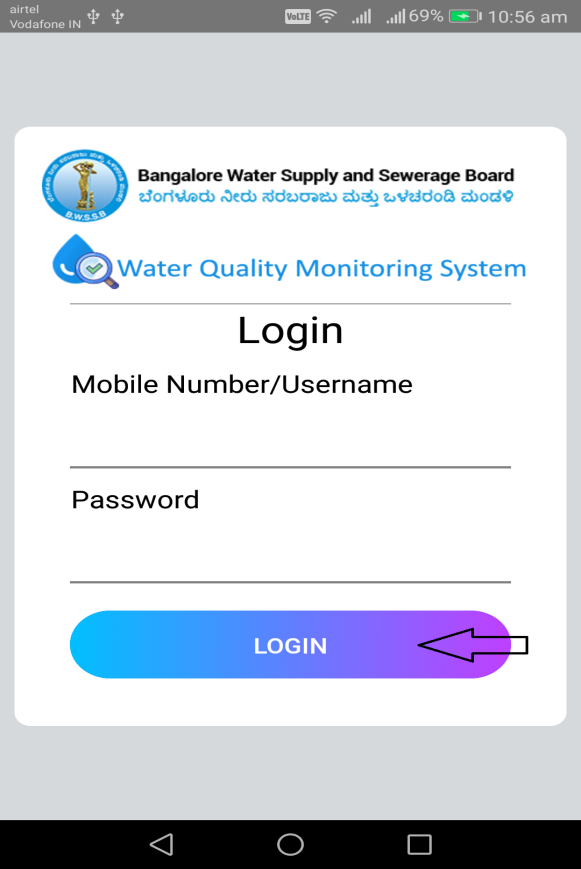 airtel
Vodafone IN
VoLTE
69%
10:56 am
Bangalore Water Supply and Sewerage Board
ಬೆಂಗಳೂರು ನೀರು ಸರಬರಾಜು ಮತ್ತು ಒಳಚರಂಡಿ ಮಂಡಳಿ
B.W.S.S.B
Water Quality Monitoring System
Login
Mobile Number/Username
Password
LOGIN